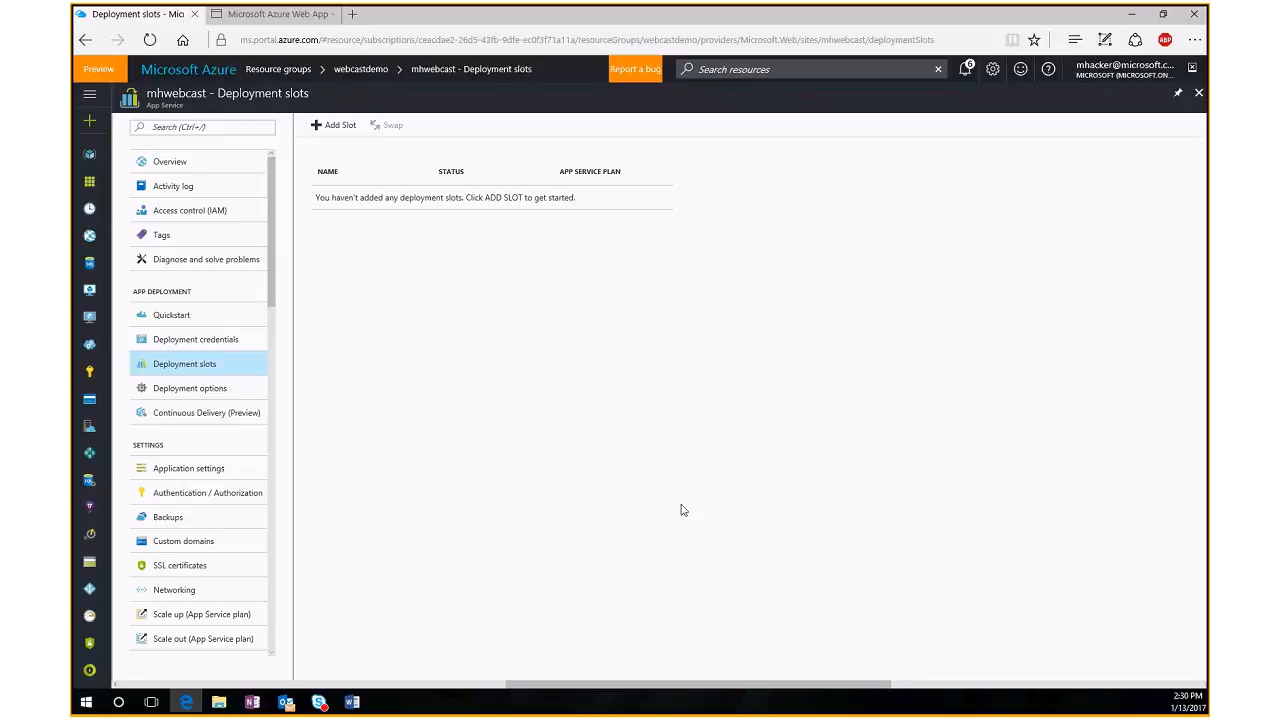 Deployment slots - Mic
Microsoft Azure Web App -
ms.portal.azure.com/#resource/subscriptions/ceacdae2-26d5-43fb-9dfe-ec0f3f71a11a/resourceGroups/webcastdemo/providers/Microsoft.Web/sites/mhwebcast/deploymentSlots
ABP
Preview
Microsoft Azure Resource groups > webcastdemo > mhwebcast - Deployment slots
Report a bug
Search resources
6
mhacker@microsoft.c...
MICROSOFT (MICROSOFT.ON...
mhwebcast - Deployment slots
App Service
Search (Ctrl+/)
Add Slot
Swap
Overview
Activity log
Access control (IAM)
Tags
Diagnose and solve problems
APP DEPLOYMENT
Quickstart
Deployment credentials
Deployment slots
Deployment options
Continuous Delivery (Preview)
SETTINGS
Application settings
Authentication / Authorization
Backups
Custom domains
SSL certificates
Networking
Scale up (App Service plan)
Scale out (App Service plan)
NAME STATUS APP SERVICE PLAN
You haven't added any deployment slots. Click ADD SLOT to get started.
2:30 PM
1/13/2017